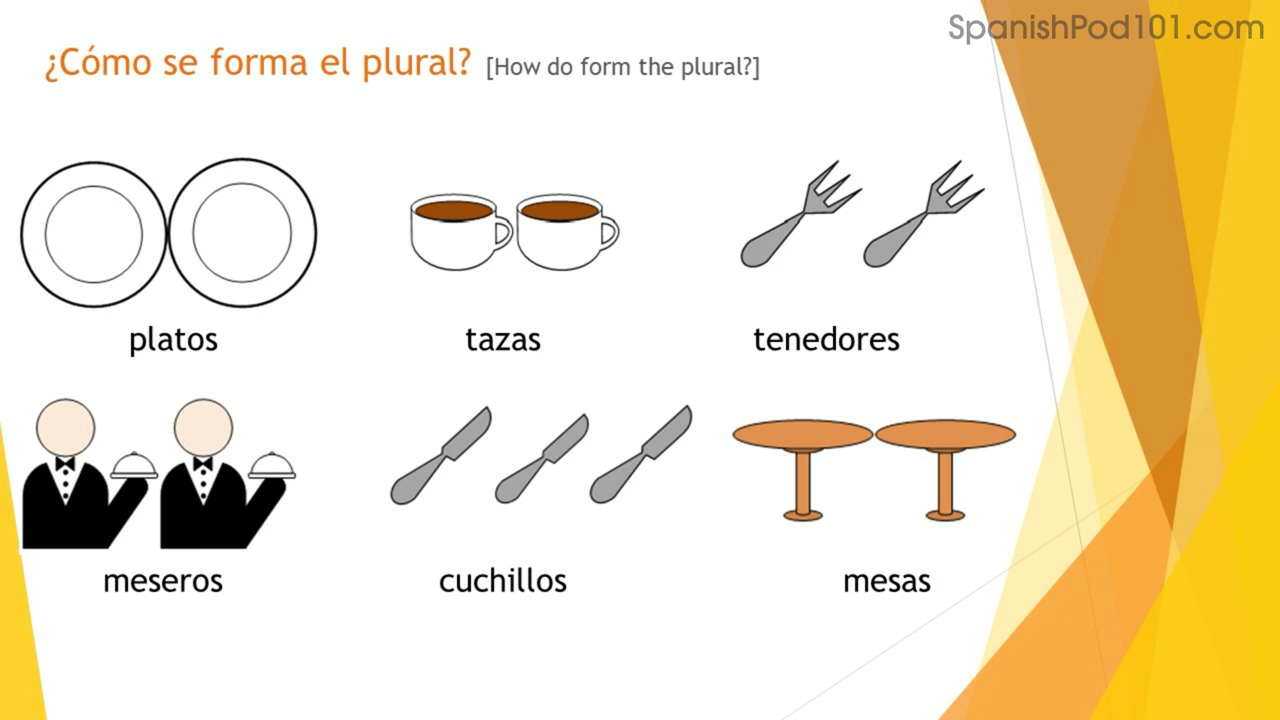 SpanishPod101.com
¿Cómo se forma el plural? [How do form the plural?]
platos tazas tenedores
meseros cuchillos mesas